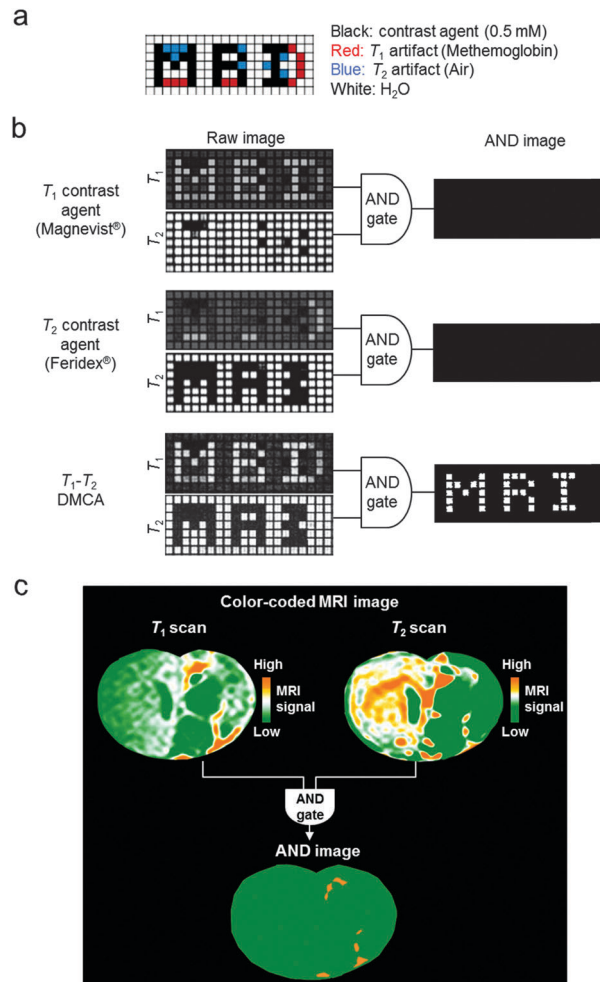 a
Black: contrast agent (0.5 mM)
Red: T1 artifact (Methemoglobin)
Blue: T2 artifact (Air)
White: H2O
b
Raw image
AND image
T1 contrast
agent
(Magnevist®)
T1
T2
AND
gate
T2 contrast
agent
(Feridex®)
T1
T2
AND
gate
T1-T2
DMCA
T1
T2
AND
gate
MRI
c
Color-coded MRI image
T1 scan
T2 scan
High
MRI
signal
Low
High
MRI
signal
Low
AND
gate
AND image